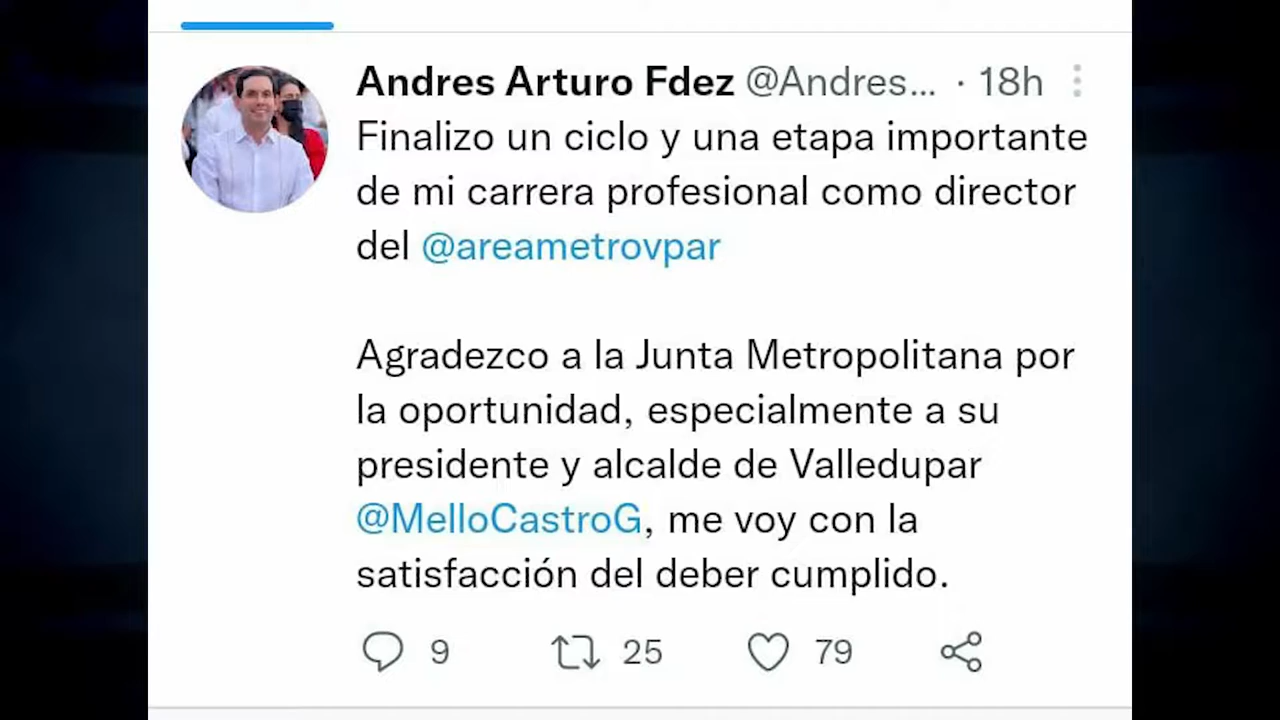 Andres Arturo Fdez @Andres... · 18h
Finalizo un ciclo y una etapa importante
de mi carrera profesional como director
del @areametrovpar
Agradezco a la Junta Metropolitana por
la oportunidad, especialmente a su
presidente y alcalde de Valledupar
@MelloCastroG, me voy con la
satisfacción del deber cumplido.
9 25 79